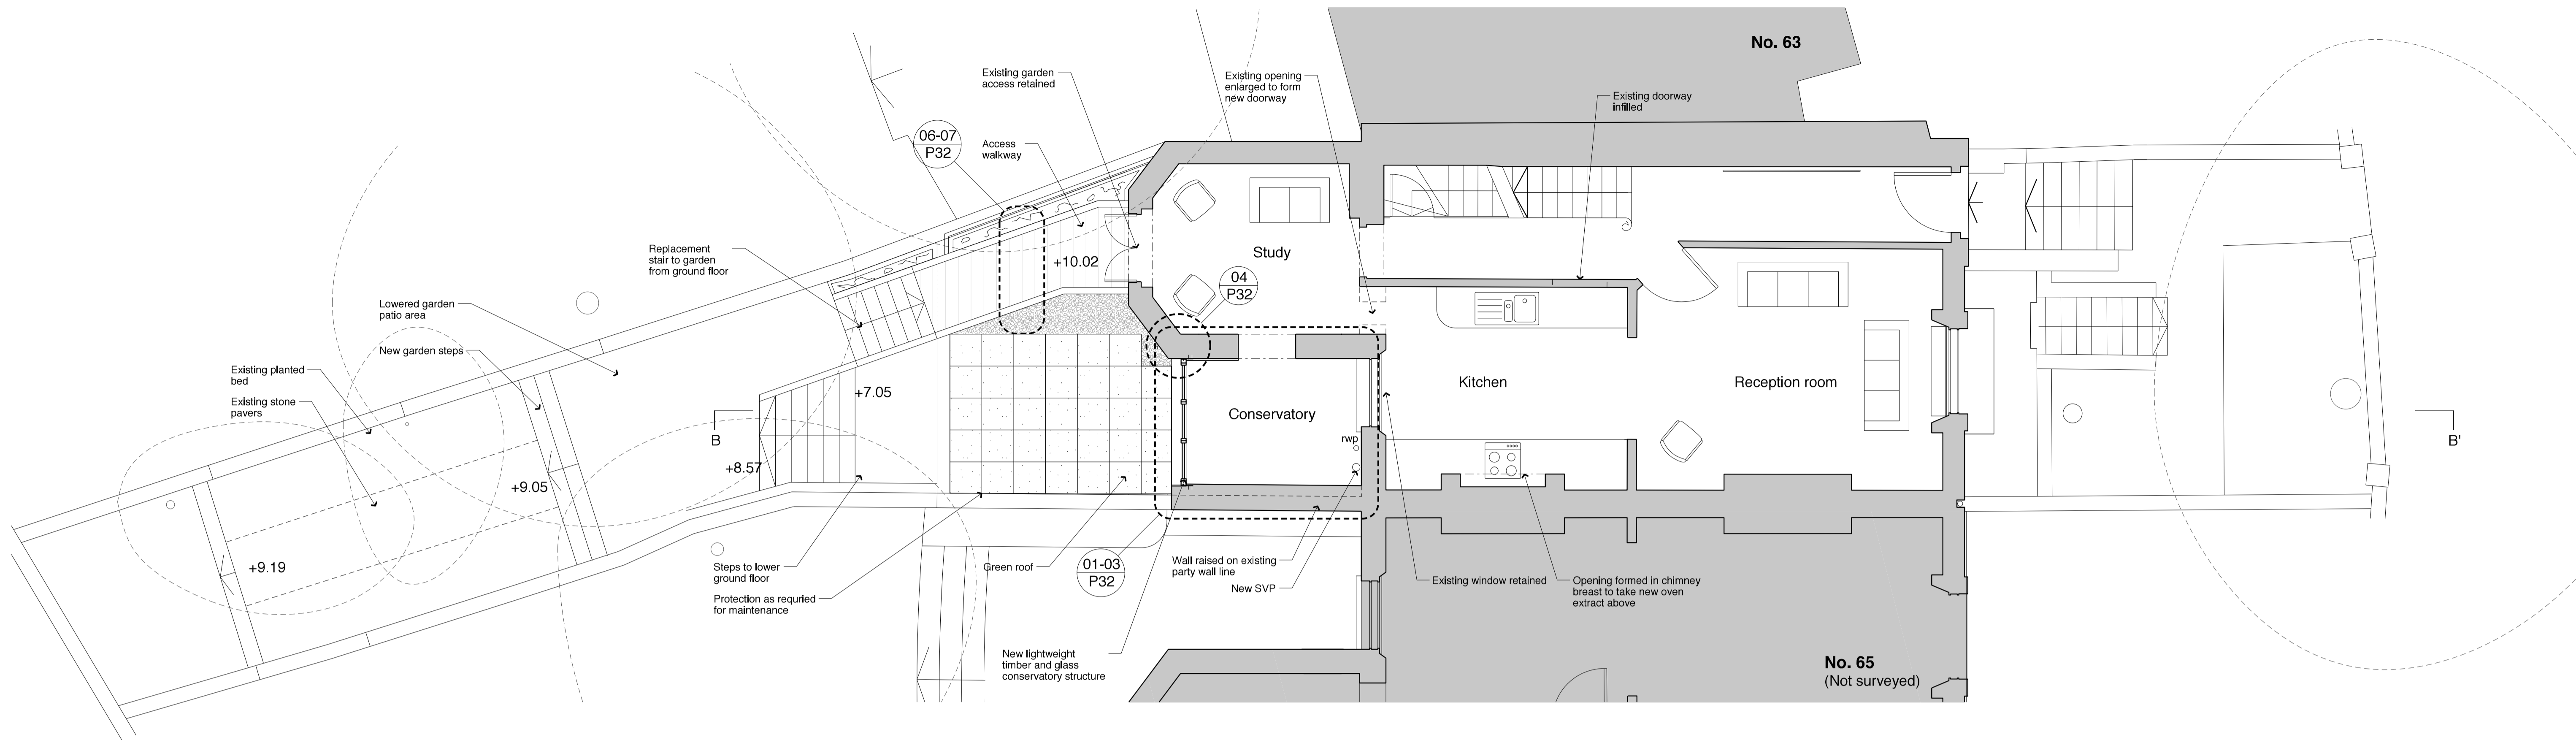 No. 63
Existing garden
access retained
Existing opening
enlarged to form
new doorway
Existing doorway
infilled
06-07
P32
Access
walkway
Replacement
stair to garden
from ground floor
+10.02
Study
04
P32
Lowered garden
patio area
New garden steps
Existing planted
bed
Existing stone
pavers
+7.05
B
+8.57
+9.05
+9.19
Conservatory
rwp
Kitchen
Reception room
B'
Steps to lower
ground floor
Protection as requried
for maintenance
Green roof
01-03
P32
Wall raised on existing
party wall line
New SVP
Existing window retained
Opening formed in chimney
breast to take new oven
extract above
New lightweight
timber and glass
conservatory structure
No. 65
(Not surveyed)